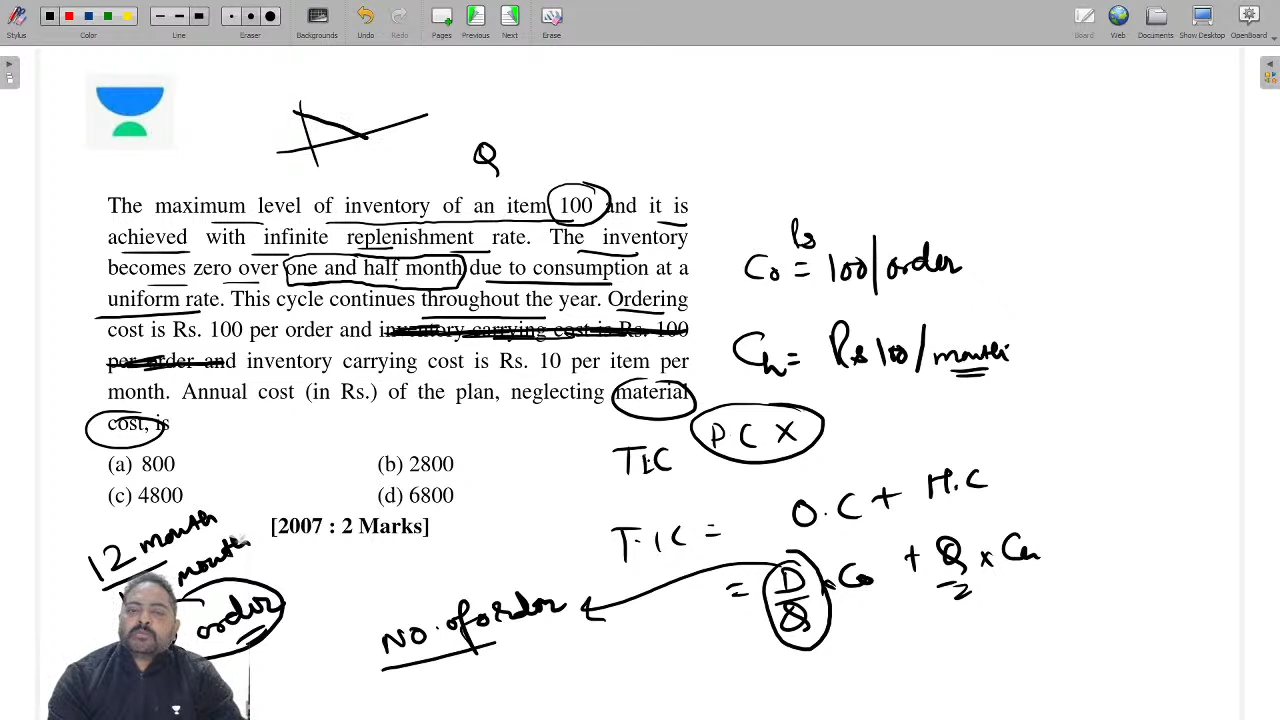 Stylus
Color
Line
Eraser
Backgrounds
Undo
Redo
Pages
Previous
Next
Erase
Board
Web
Documents
Show Desktop
OpenBoard
Q
The maximum level of inventory of an item 100 and it is
achieved with infinite replenishment rate. The inventory
becomes zero over one and half month due to consumption at a
uniform rate. This cycle continues throughout the year. Ordering
cost is Rs. 100 per order and inventory carrying cost is Rs. 100
per order and inventory carrying cost is Rs. 10 per item per
month. Annual cost (in Rs.) of the plan, neglecting material
cost, is
(a) 800
(b) 2800
(c) 4800
(d) 6800
[2007 : 2 Marks]
Rs
Co = 100/order
Ch = Rs 100/month
P.C X
TIC
T.IC = O.C + H.C
= D/Q × Co + Q/2 × Ch
No. of order
12 month
month
order